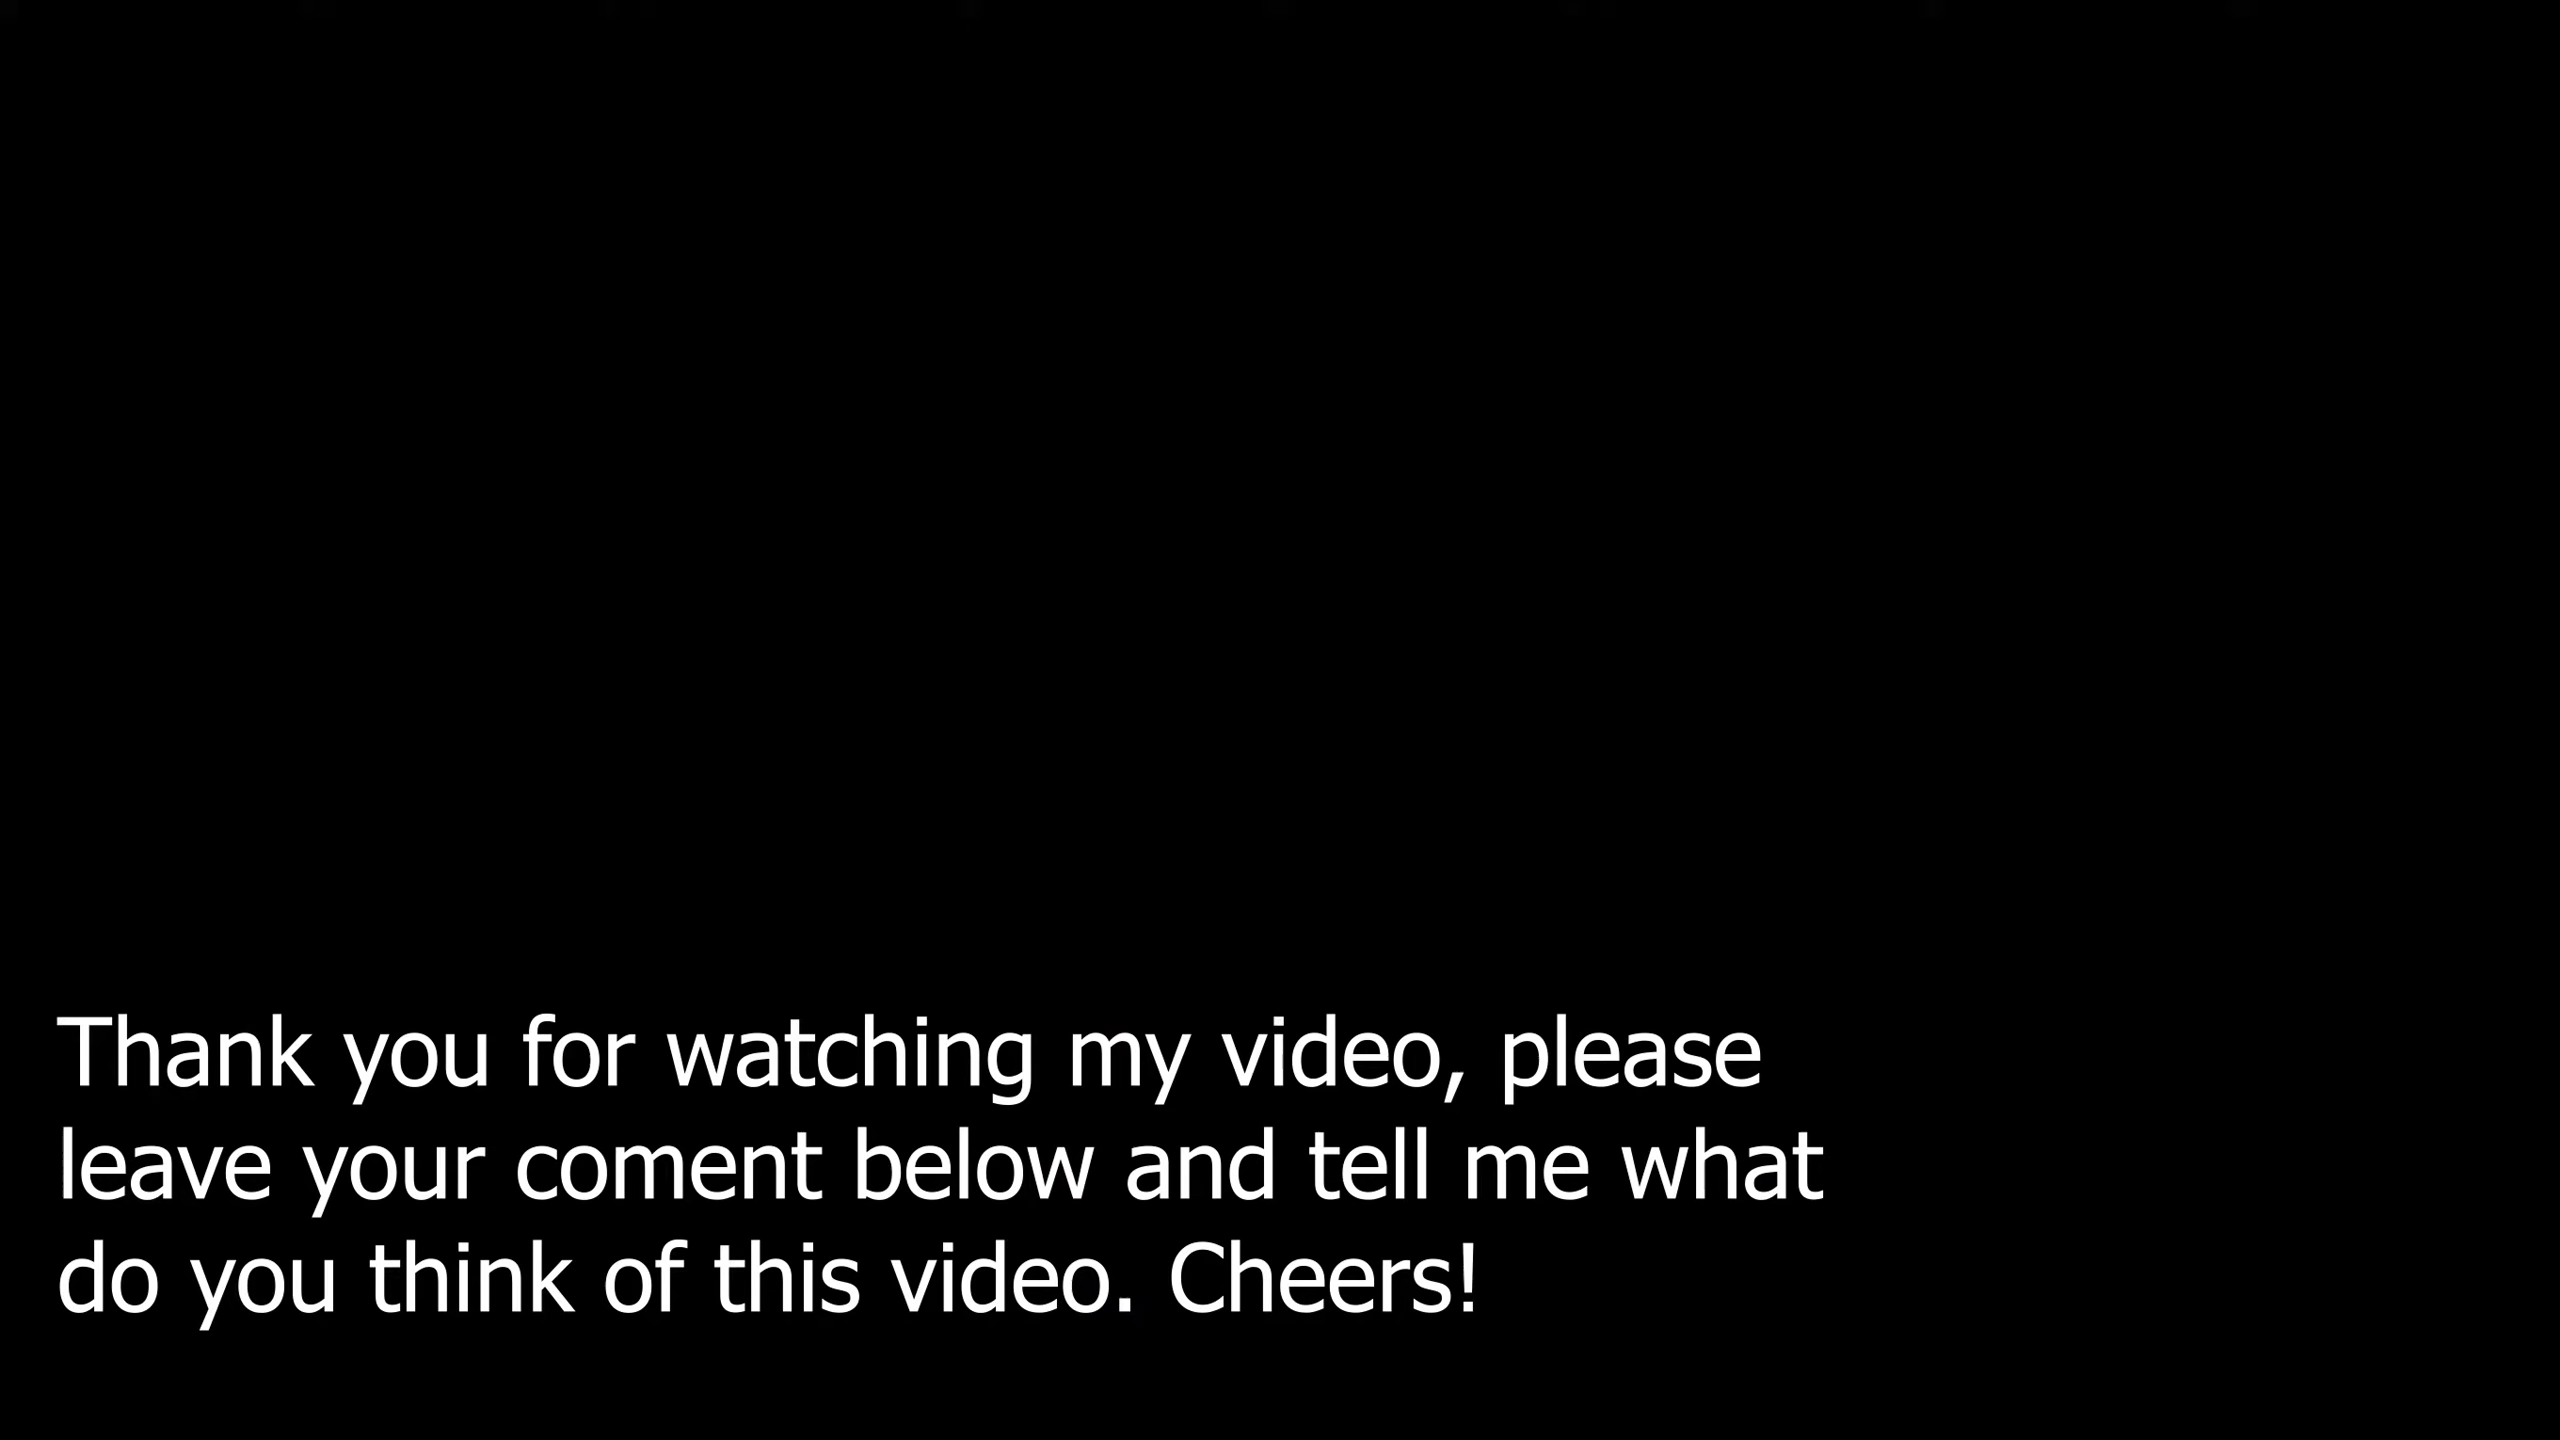 Thank you for watching my video, please
leave your coment below and tell me what
do you think of this video. Cheers!